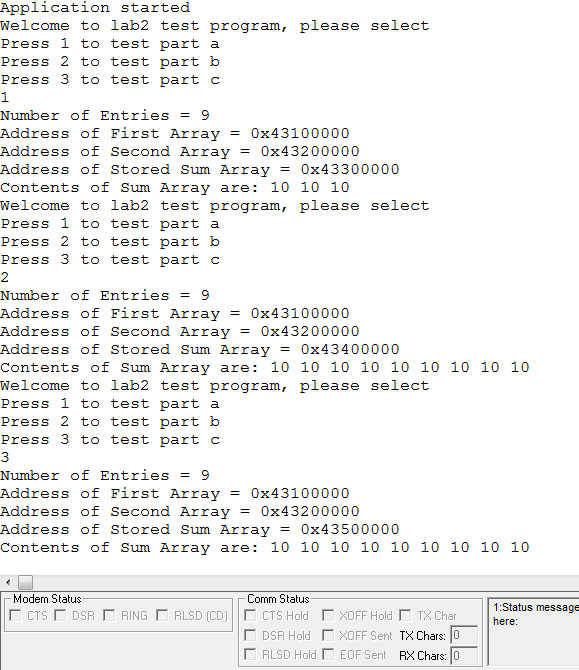 Application started
Welcome to lab2 test program, please select
Press 1 to test part a
Press 2 to test part b
Press 3 to test part c
1
Number of Entries = 9
Address of First Array = 0x43100000
Address of Second Array = 0x43200000
Address of Stored Sum Array = 0x43300000
Contents of Sum Array are: 10 10 10
Welcome to lab2 test program, please select
Press 1 to test part a
Press 2 to test part b
Press 3 to test part c
2
Number of Entries = 9
Address of First Array = 0x43100000
Address of Second Array = 0x43200000
Address of Stored Sum Array = 0x43400000
Contents of Sum Array are: 10 10 10 10 10 10 10 10 10
Welcome to lab2 test program, please select
Press 1 to test part a
Press 2 to test part b
Press 3 to test part c
3
Number of Entries = 9
Address of First Array = 0x43100000
Address of Second Array = 0x43200000
Address of Stored Sum Array = 0x43500000
Contents of Sum Array are: 10 10 10 10 10 10 10 10 10
Modem Status
CTS DSR RING RLSD (CD)
Comm Status
CTS Hold XOFF Hold TX Char
DSR Hold XOFF Sent TX Chars: 0
RLSD Hold EOF Sent RX Chars: 0
1:Status message
here: